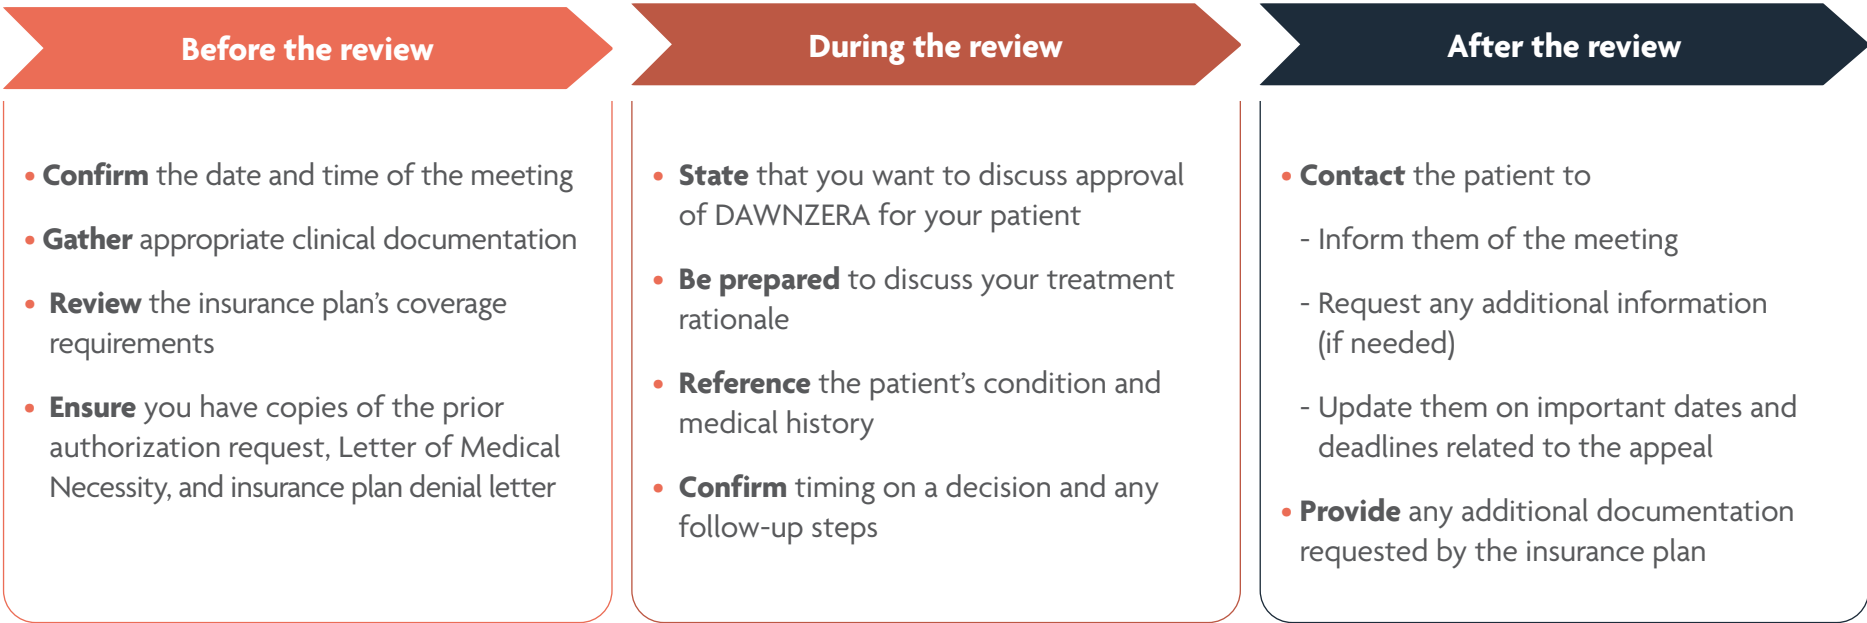 Before the review
• Confirm the date and time of the meeting
• Gather appropriate clinical documentation
• Review the insurance plan’s coverage
requirements
• Ensure you have copies of the prior
authorization request, Letter of Medical
Necessity, and insurance plan denial letter
During the review
• State that you want to discuss approval
of DAWNZERA for your patient
• Be prepared to discuss your treatment
rationale
• Reference the patient’s condition and
medical history
• Confirm timing on a decision and any
follow-up steps
After the review
• Contact the patient to
- Inform them of the meeting
- Request any additional information
(if needed)
- Update them on important dates and
deadlines related to the appeal
• Provide any additional documentation
requested by the insurance plan